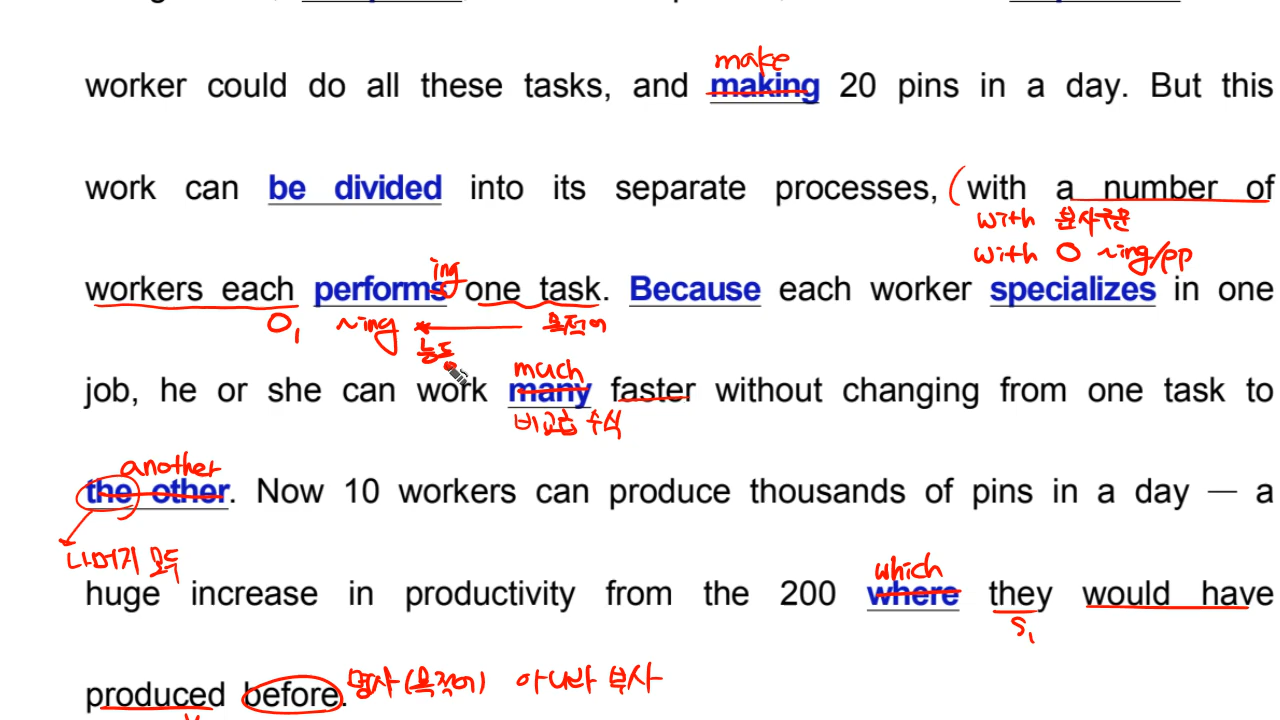 make
worker could do all these tasks, and making 20 pins in a day. But this
work can be divided into its separate processes, (with a number of
with 분사구문
with O ~ing/pp
ing
workers each performs one task. Because each worker specializes in one
O, ~ing 목적어
능동
much
job, he or she can work many faster without changing from one task to
비교급 수식
another
the other. Now 10 workers can produce thousands of pins in a day — a
나머지 모두
which
huge increase in productivity from the 200 where they would have
S,
produced before. 명사(목적어) 아니라 부사